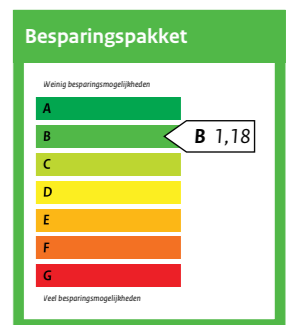 Besparingspakket
Weinig besparingsmogelijkheden
A
B
B 1,18
C
D
E
F
G
Veel besparingsmogelijkheden